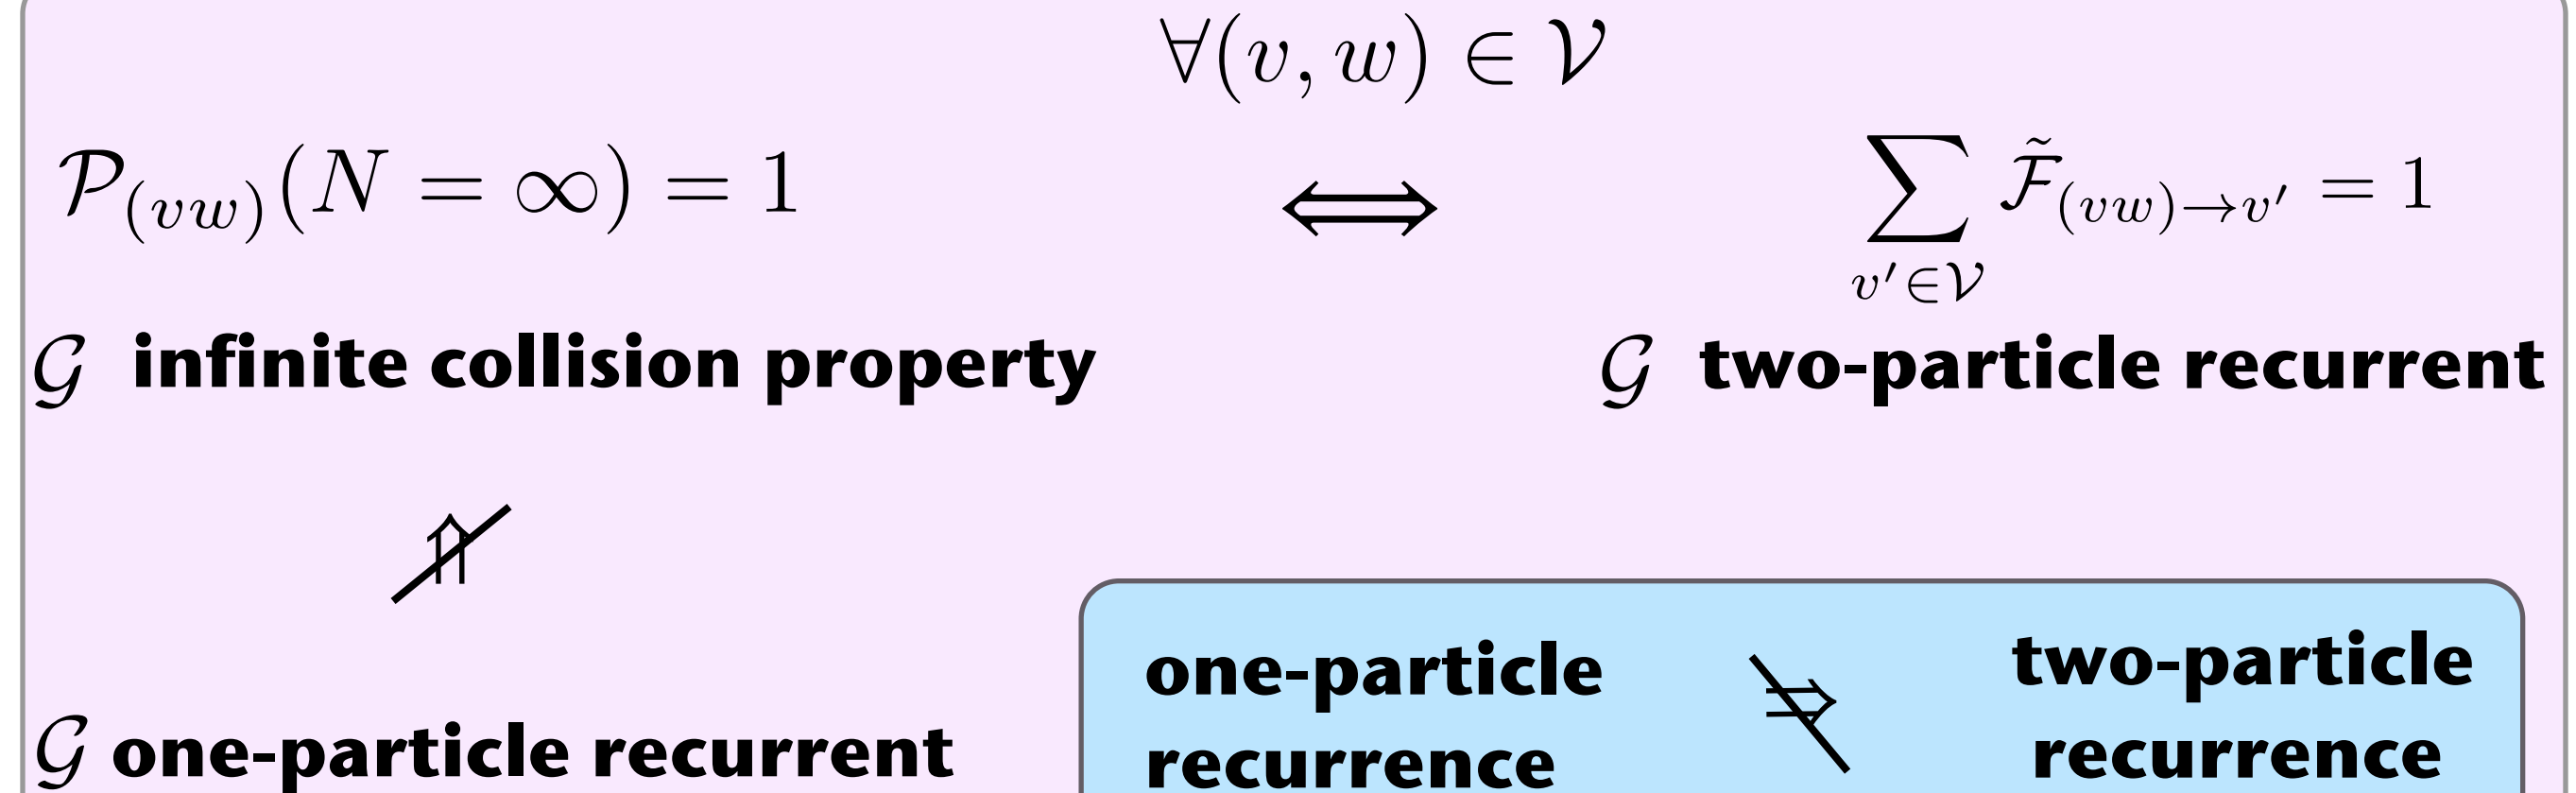 ∀(v, w) ∈ 𝒱
𝒫_(vw)(N = ∞) = 1 ⟺ ∑_{v′∈𝒱} ℱ̃_(vw)→v′ = 1
𝒢 infinite collision property
𝒢 two-particle recurrent
⇏
𝒢 one-particle recurrent
one-particle
recurrence
⇏
two-particle
recurrence